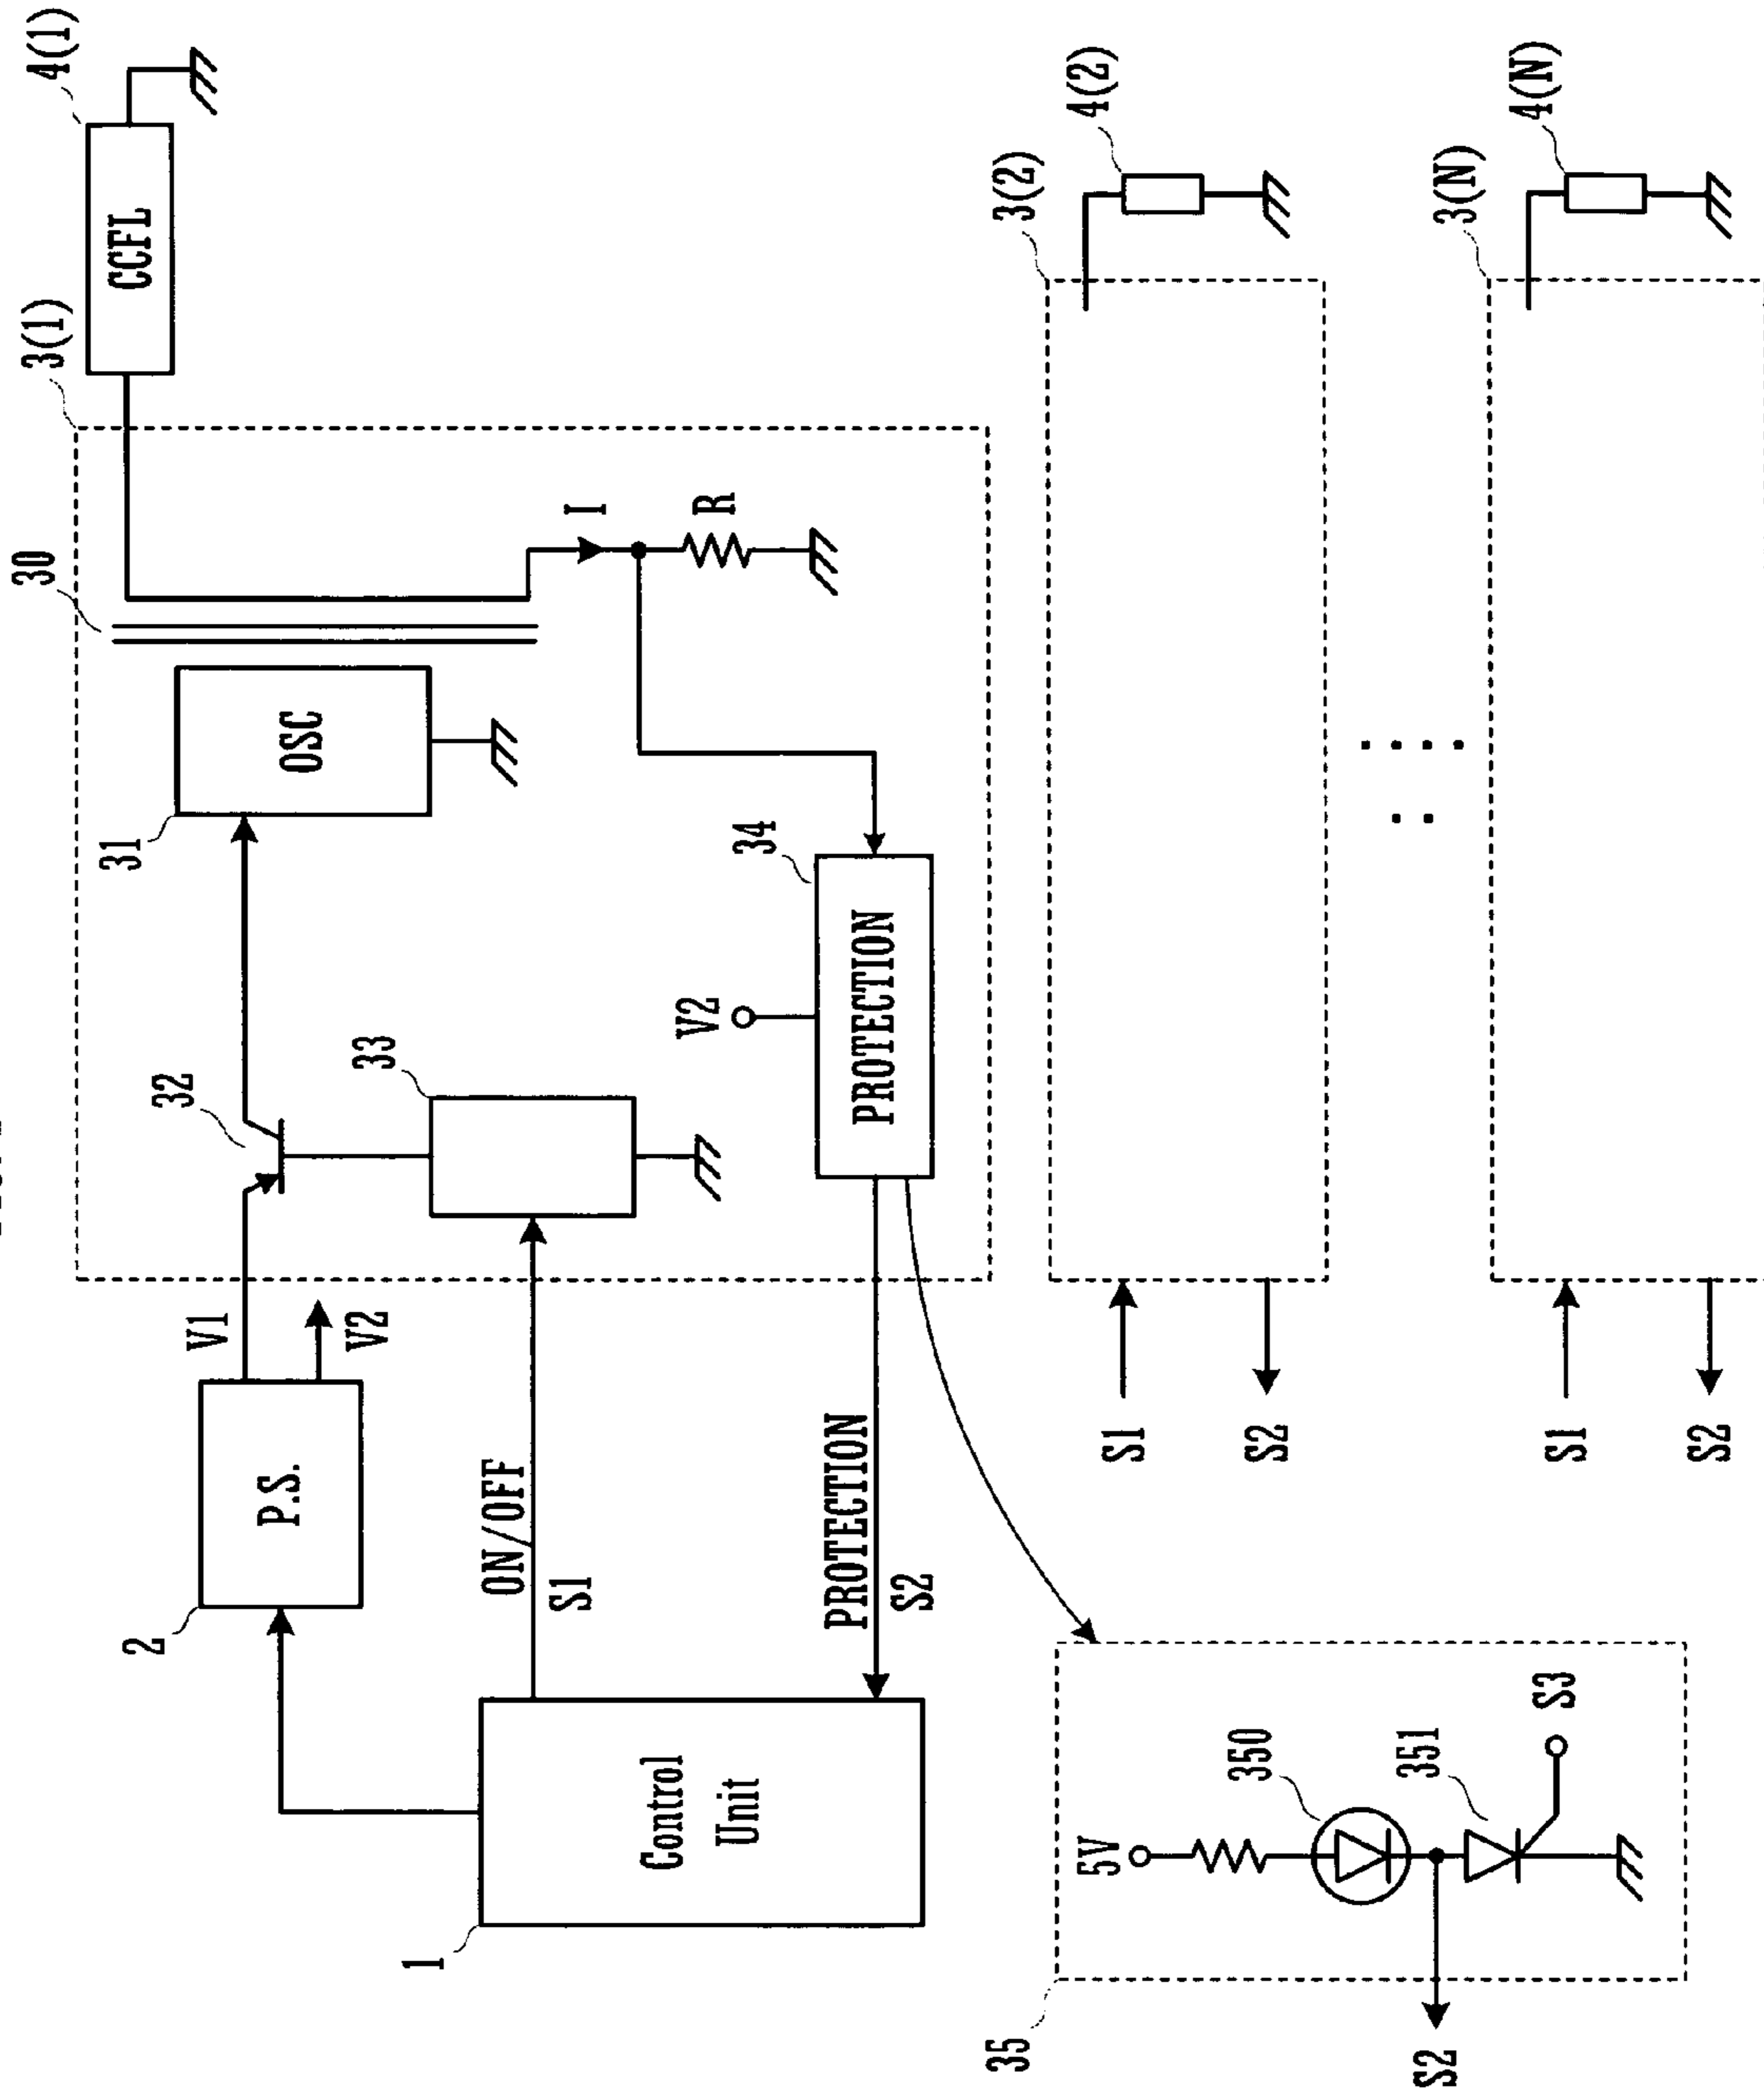 30
3(1)
4(1)
31
CCFL
2
32
V1
P.S.
OSC
V2
33
1
ON/OFF
S1
I
Control
Unit
V2
R
34
PROTECTION
S2
PROTECTION
35
3(2)
5V
4(2)
S1
350
S2
351
S2
3(N)
4(N)
S3
S1
S2